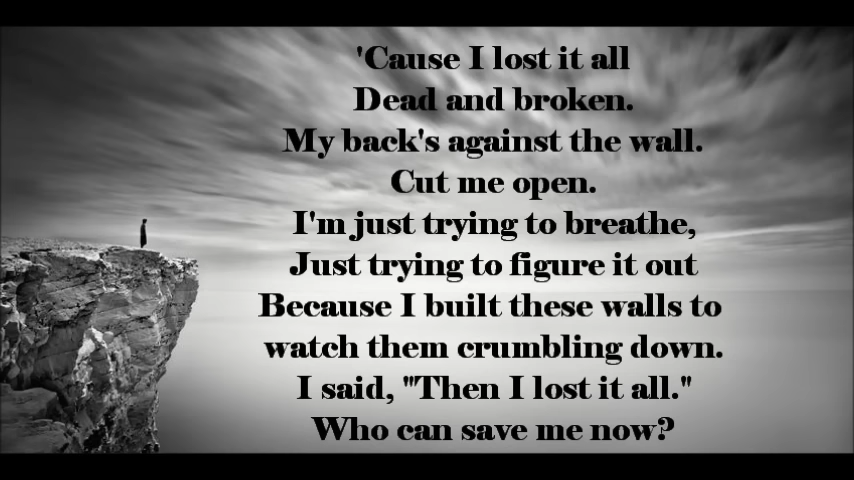 'Cause I lost it all
Dead and broken.
My back's against the wall.
Cut me open.
I'm just trying to breathe,
Just trying to figure it out
Because I built these walls to
watch them crumbling down.
I said, "Then I lost it all."
Who can save me now?